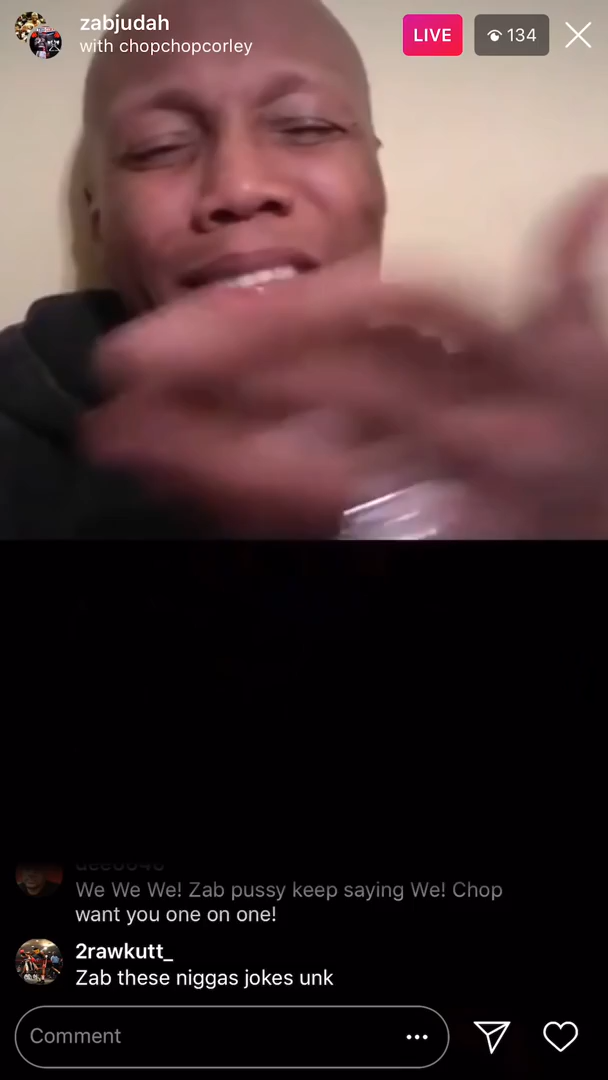 zabjudah
with chopchopcorley
LIVE
134
We We We! Zab pussy keep saying We! Chop
want you one on one!
2rawkutt_
Zab these niggas jokes unk
Comment